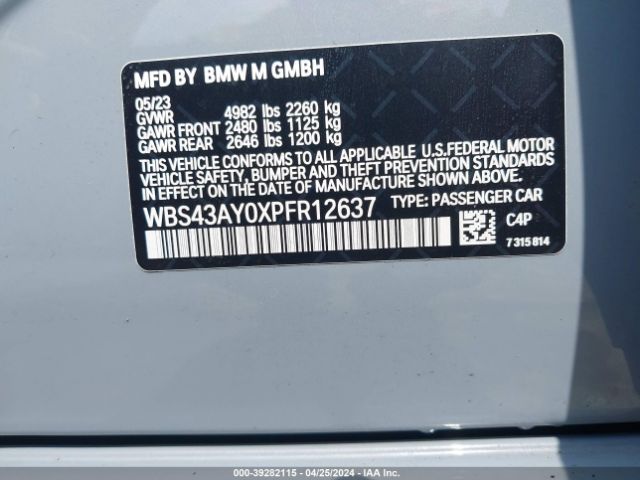 MFD BY BMW M GMBH
05/23
GVWR 4982 lbs 2260 kg
GAWR FRONT 2480 lbs 1125 kg
GAWR REAR 2646 lbs 1200 kg
THIS VEHICLE CONFORMS TO ALL APPLICABLE U.S.FEDERAL MOTOR
VEHICLE SAFETY, BUMPER, AND THEFT PREVENTION STANDARDS
IN EFFECT ON THE DATE OF MANUFACTURE SHOWN ABOVE.
WBS43AY0XPFR12637 TYPE: PASSENGER CAR
C4P
7 315 814
000-39282115 - 04/25/2024 - IAA Inc.